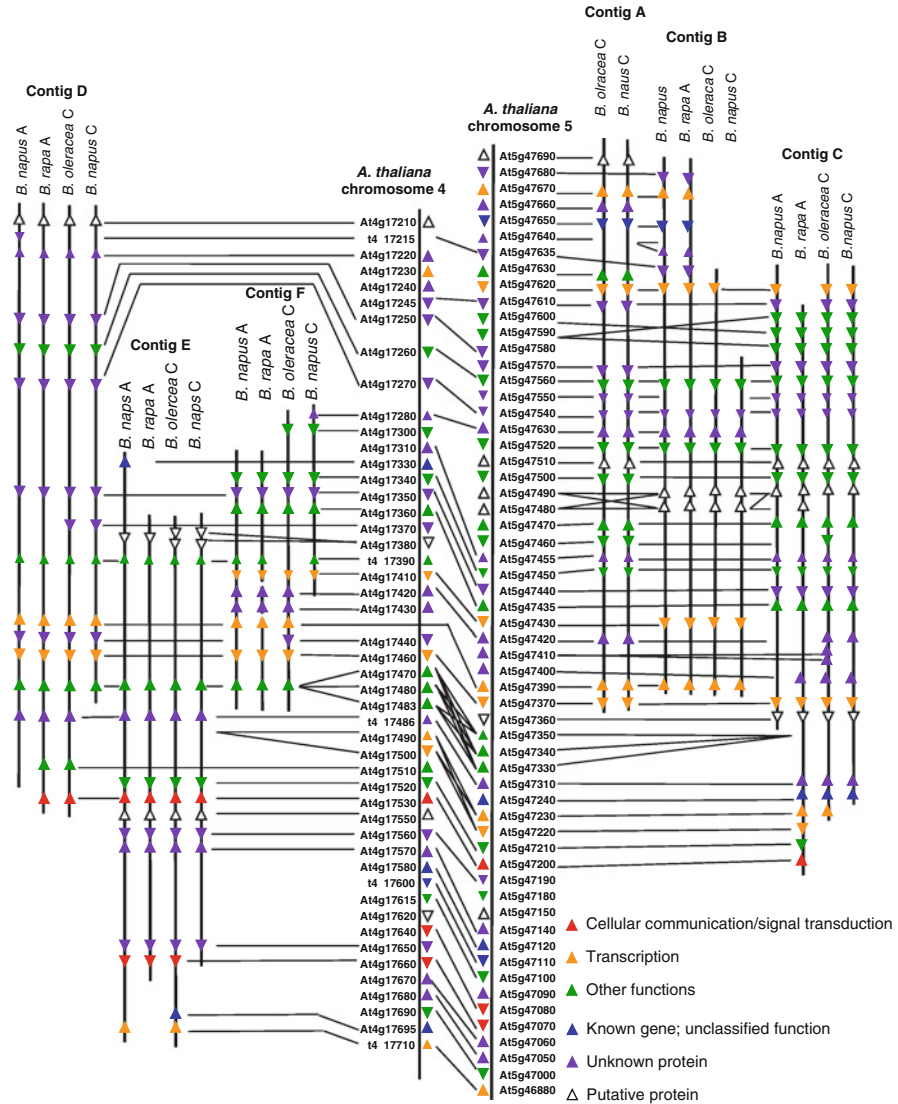 Contig A
Contig B
B. olracea C
B. naus C
B. napus
B. rapa A
B. oleraca C
B. napus C
Contig D
B. napus A
B. rapa A
B. oleracea C
B. napus C
A. thaliana
chromosome 5
Contig C
B. napus A
B. rapa A
B. oleracea C
B.napus C
A. thaliana
chromosome 4
Contig F
B. napus A
B. rapa A
B. oleracea C
B. napus C
Contig E
B. naps A
B. rapa A
B. olercea C
B. naps C
At4g17210
t4 17215
At4g17220
At4g17230
At4g17240
At4g17245
At4g17250
At4g17260
At4g17270
At4g17280
At4g17300
At4g17310
At4g17330
At4g17340
At4g17350
At4g17360
At4g17370
At4g17380
t4 17390
At4g17410
At4g17420
At4g17430
At4g17440
At4g17460
At4g17470
At4g17480
At4g17483
t4 17486
At4g17490
At4g17500
At4g17510
At4g17520
At4g17530
At4g17550
At4g17560
At4g17570
At4g17580
t4 17600
At4g17615
At4g17620
At4g17640
At4g17650
At4g17660
At4g17670
At4g17680
At4g17690
At4g17695
t4 17710
At5g47690
At5g47680
At5g47670
At5g47660
At5g47650
At5g47640
At5g47635
At5g47630
At5g47620
At5g47610
At5g47600
At5g47590
At5g47580
At5g47570
At5g47560
At5g47550
At5g47540
At5g47630
At5g47520
At5g47510
At5g47500
At5g47490
At5g47480
At5g47470
At5g47460
At5g47455
At5g47450
At5g47440
At5g47435
At5g47430
At5g47420
At5g47410
At5g47400
At5g47390
At5g47370
At5g47360
At5g47350
At5g47340
At5g47330
At5g47310
At5g47240
At5g47230
At5g47220
At5g47210
At5g47200
At5g47190
At5g47180
At5g47150
At5g47140
At5g47120
At5g47110
At5g47100
At5g47090
At5g47080
At5g47070
At5g47060
At5g47050
At5g47000
At5g46880
Cellular communication/signal transduction
Transcription
Other functions
Known gene; unclassified function
Unknown protein
Putative protein